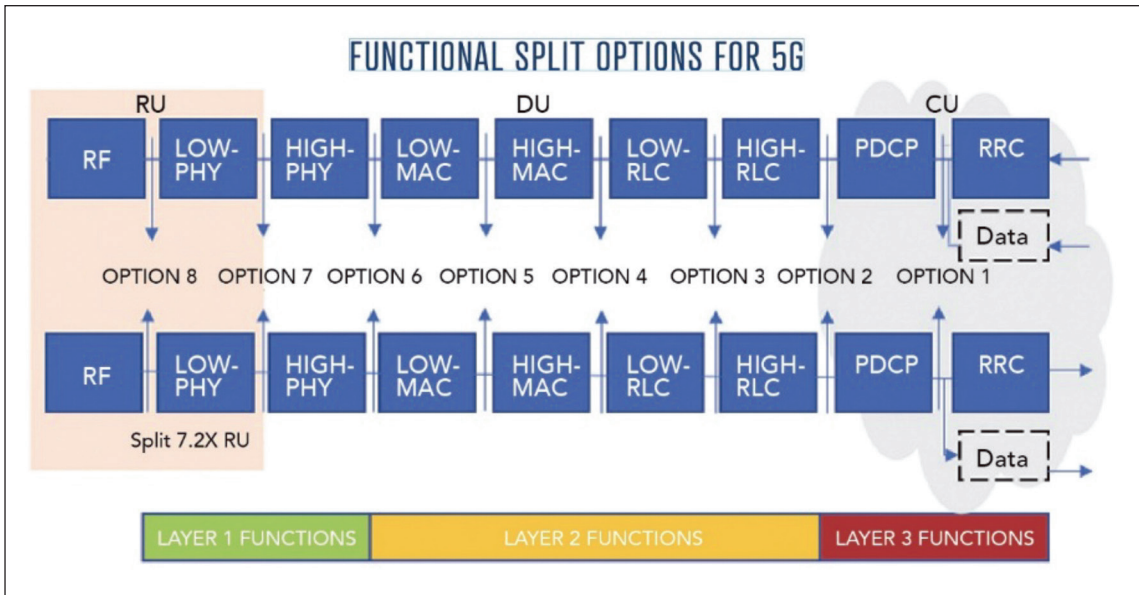 FUNCTIONAL SPLIT OPTIONS FOR 5G
RU
DU
CU
RF
LOW-
PHY
HIGH-
PHY
LOW-
MAC
HIGH-
MAC
LOW-
RLC
HIGH-
RLC
PDCP
RRC
Data
OPTION 8
OPTION 7
OPTION 6
OPTION 5
OPTION 4
OPTION 3
OPTION 2
OPTION 1
RF
LOW-
PHY
HIGH-
PHY
LOW-
MAC
HIGH-
MAC
LOW-
RLC
HIGH-
RLC
PDCP
RRC
Split 7.2X RU
Data
LAYER 1 FUNCTIONS
LAYER 2 FUNCTIONS
LAYER 3 FUNCTIONS